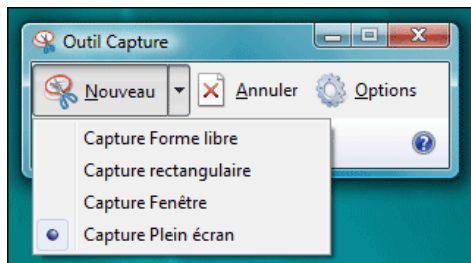 Outil Capture
Nouveau Annuler Options
Capture Forme libre
Capture rectangulaire
Capture Fenêtre
Capture Plein écran